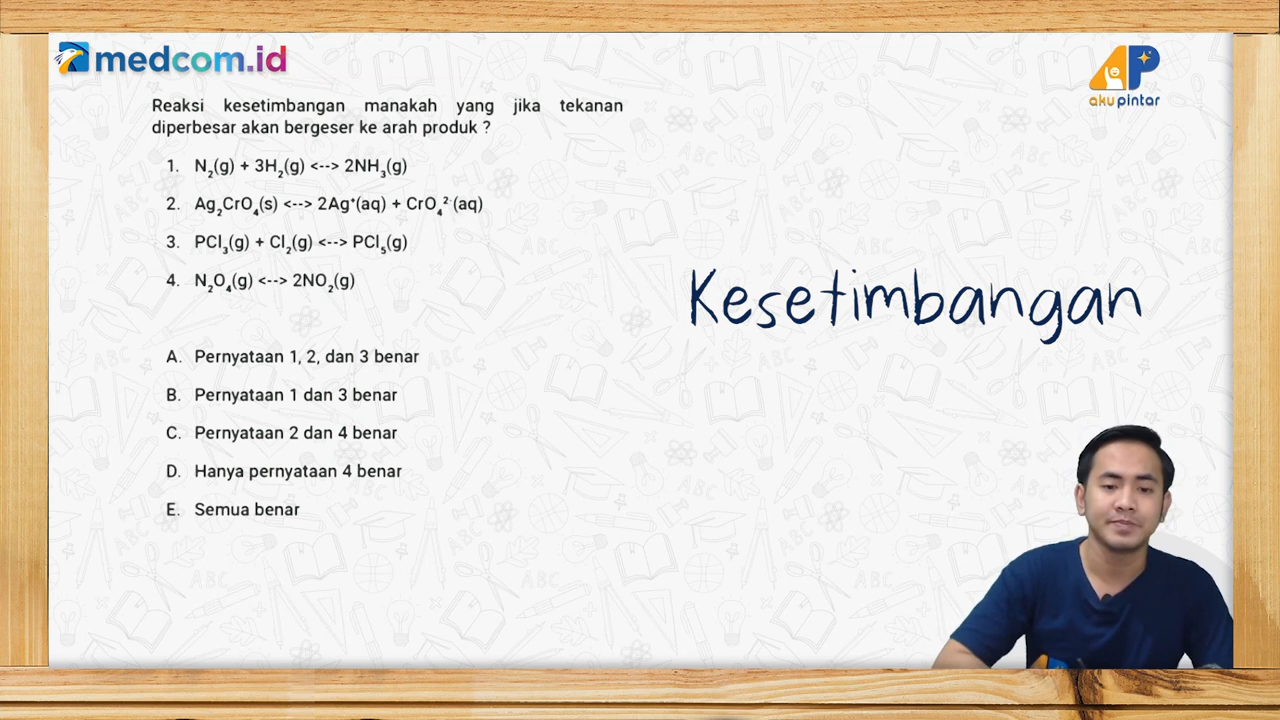 medcom.id
AP
aku pintar
Reaksi kesetimbangan manakah yang jika tekanan
diperbesar akan bergeser ke arah produk ?
1. N₂(g) + 3H₂(g) <--> 2NH₃(g)
2. Ag₂CrO₄(s) <--> 2Ag⁺(aq) + CrO₄²⁻(aq)
3. PCl₃(g) + Cl₂(g) <--> PCl₅(g)
4. N₂O₄(g) <--> 2NO₂(g)
Kesetimbangan
A. Pernyataan 1, 2, dan 3 benar
B. Pernyataan 1 dan 3 benar
C. Pernyataan 2 dan 4 benar
D. Hanya pernyataan 4 benar
E. Semua benar